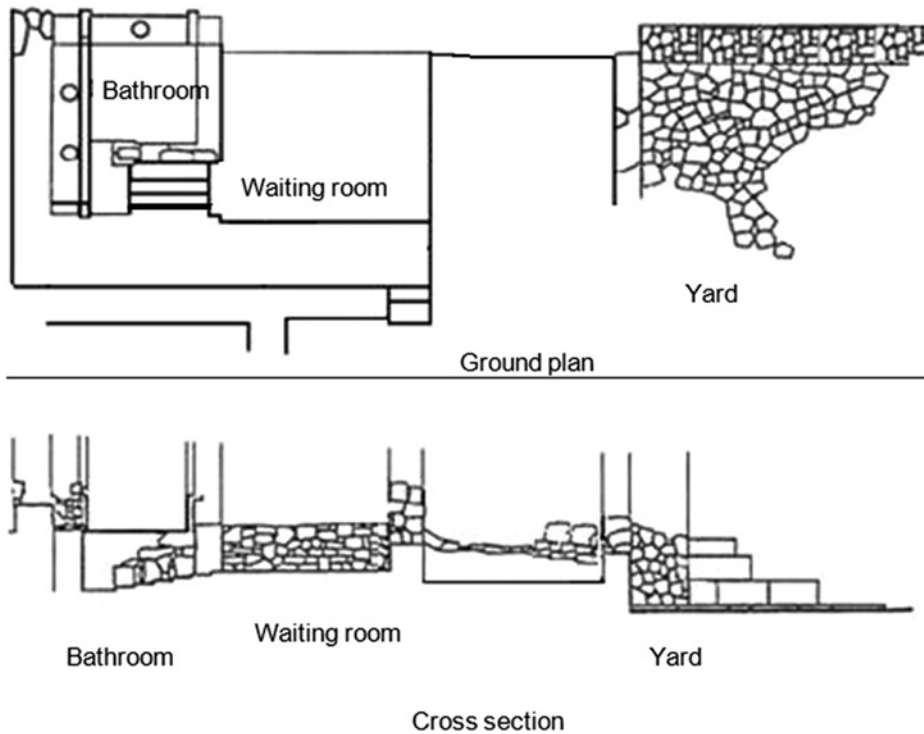 Bathroom
Waiting room
Yard
Ground plan
Waiting room
Bathroom
Yard
Cross section